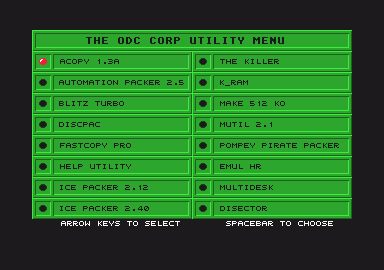 THE ODC CORP UTILITY MENU
ACOPY 1.3A
AUTOMATION PACKER 2.5
BLITZ TURBO
DISCPAC
FASTCOPY PRO
HELP UTILITY
ICE PACKER 2.12
ICE PACKER 2.40
THE KILLER
K_RAM
MAKE 512 KO
MUTIL 2.1
POMPEY PIRATE PACKER
EMUL HR
MULTIDESK
DISECTOR
ARROW KEYS TO SELECT
SPACEBAR TO CHOOSE